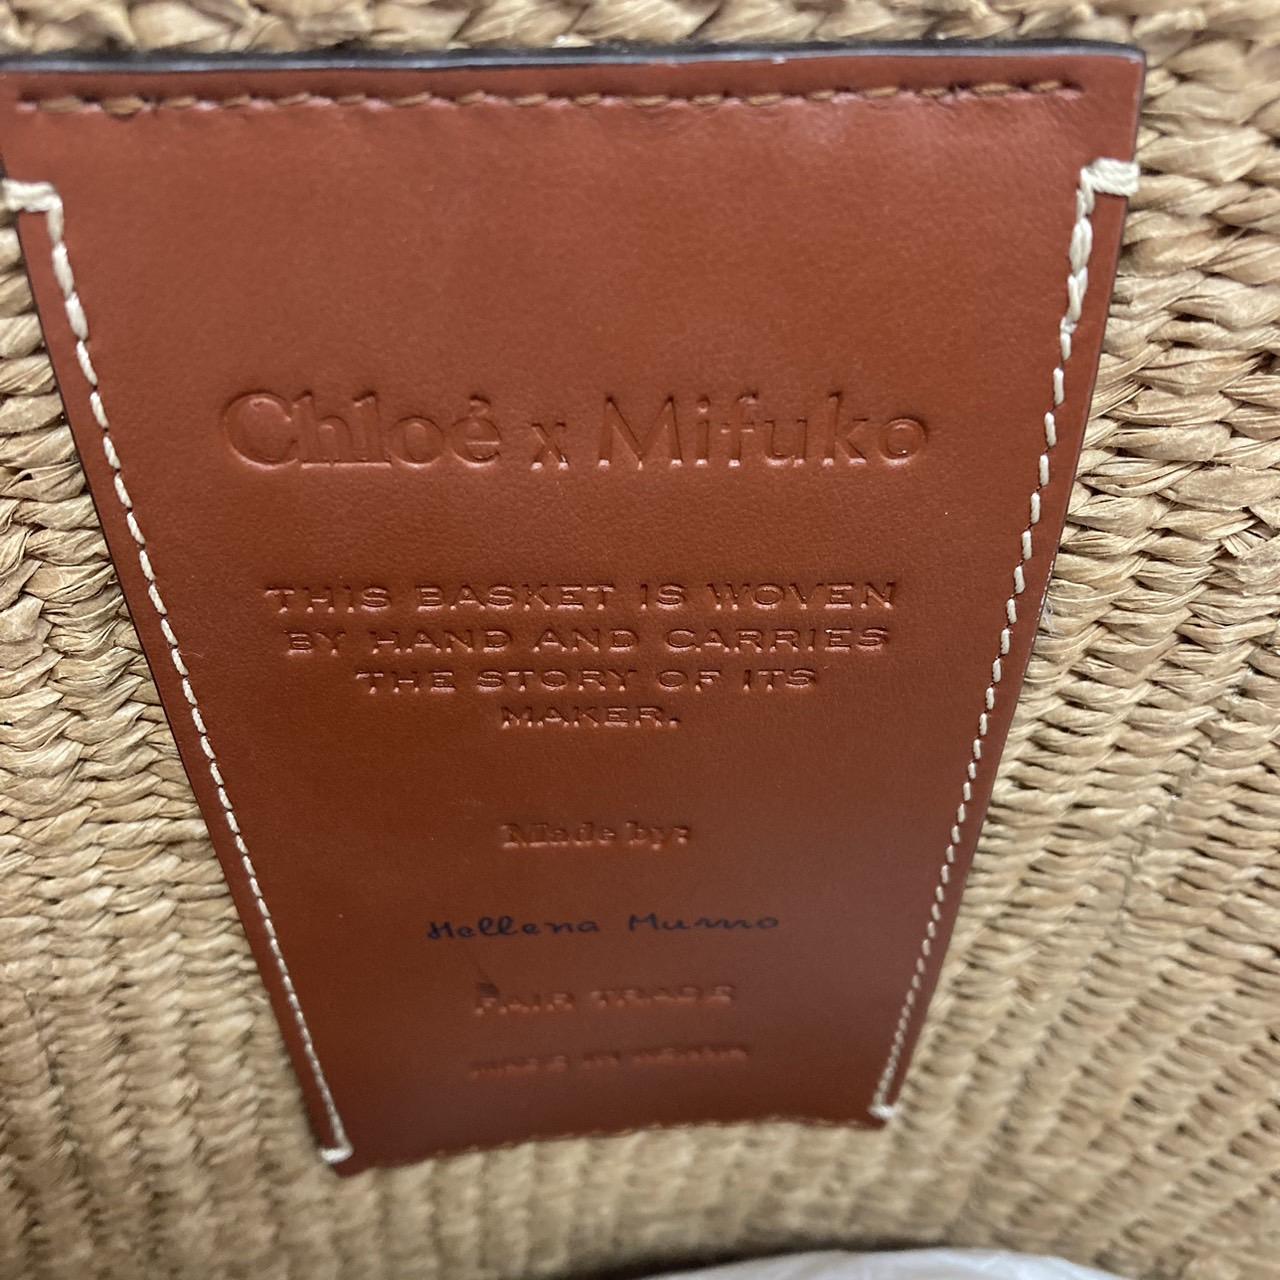 Chloé x Mifuko
THIS BASKET IS WOVEN
BY HAND AND CARRIES
THE STORY OF ITS
MAKER.
Made by:
Hellena Mumo
FAIR TRADE